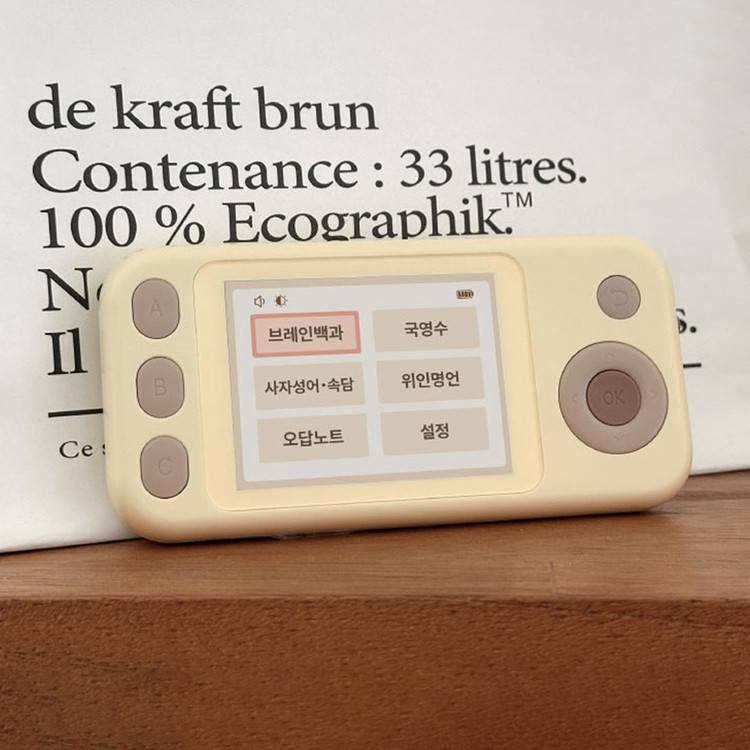 de kraft brun
Contenance : 33 litres.
100 % Ecographik.™
Il
s.
Ce
A
B
C
브레인백과
국영수
사자성어·속담
위인명언
오답노트
설정
OK